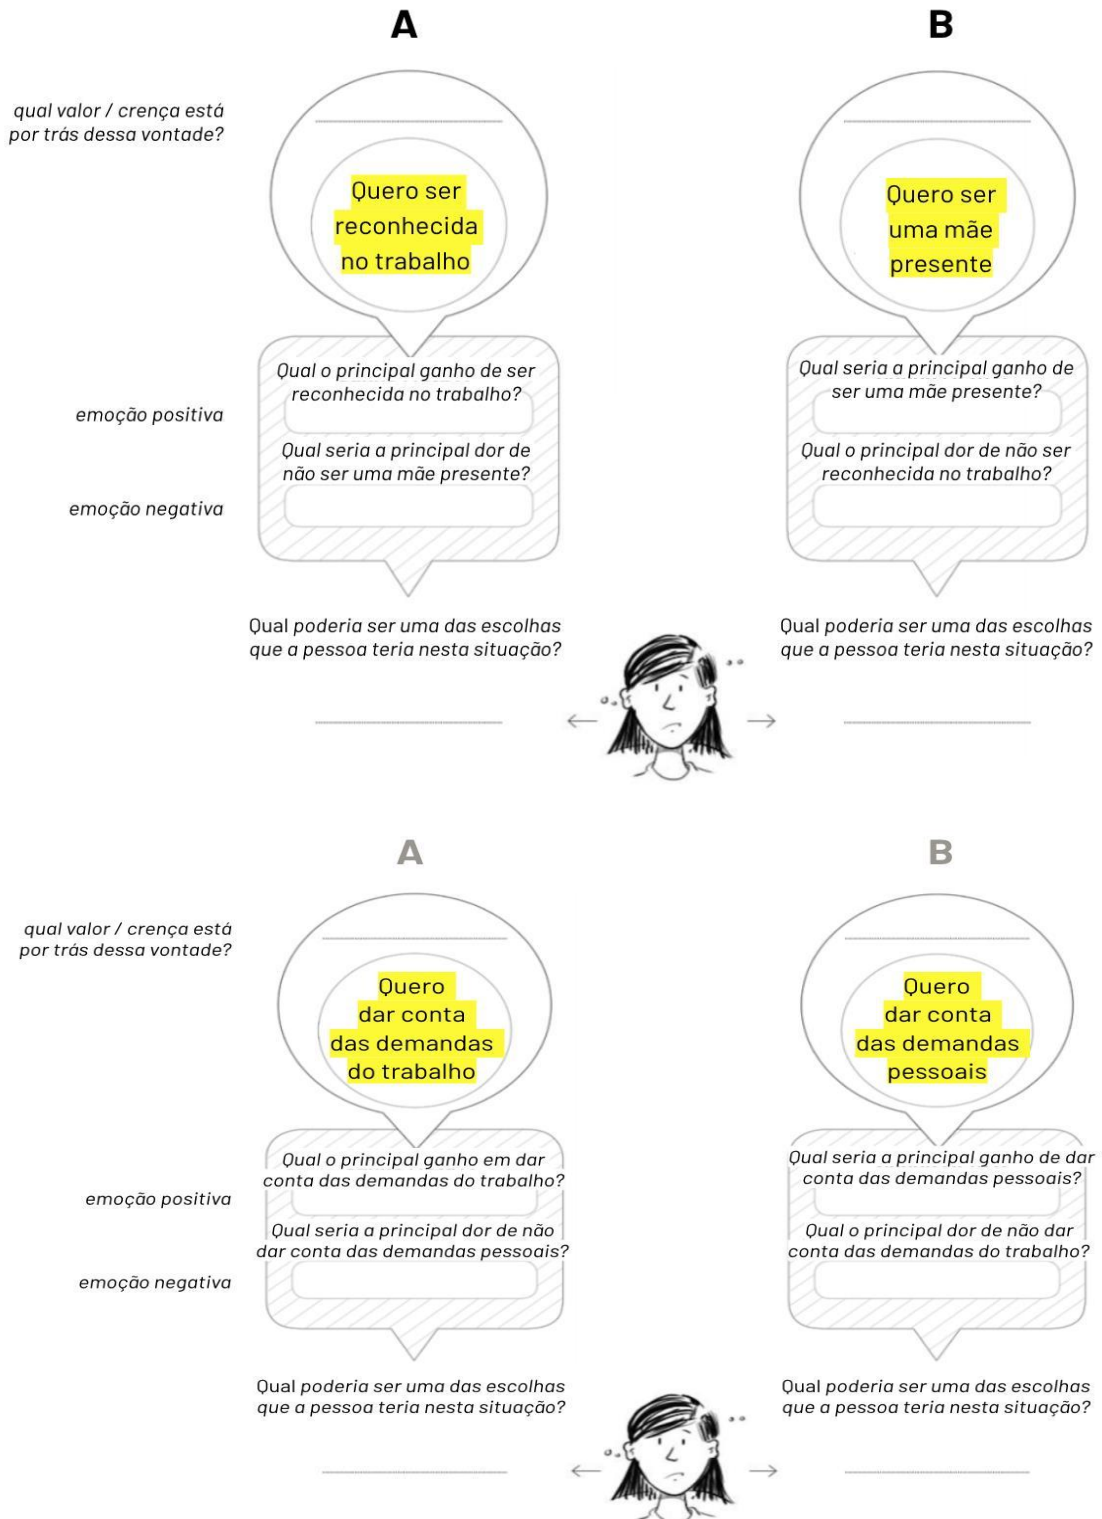 A
B
qual valor / crença está
por trás dessa vontade?
Quero ser
reconhecida
no trabalho
Quero ser
uma mãe
presente
Qual o principal ganho de ser
reconhecida no trabalho?
Qual seria a principal ganho de
ser uma mãe presente?
emoção positiva
Qual seria a principal dor de
não ser uma mãe presente?
Qual o principal dor de não ser
reconhecida no trabalho?
emoção negativa
Qual poderia ser uma das escolhas
que a pessoa teria nesta situação?
Qual poderia ser uma das escolhas
que a pessoa teria nesta situação?
A
B
qual valor / crença está
por trás dessa vontade?
Quero
dar conta
das demandas
do trabalho
Quero
dar conta
das demandas
pessoais
Qual o principal ganho em dar
conta das demandas do trabalho?
Qual seria a principal ganho de dar
conta das demandas pessoais?
emoção positiva
Qual seria a principal dor de não
dar conta das demandas pessoais?
Qual o principal dor de não dar
conta das demandas do trabalho?
emoção negativa
Qual poderia ser uma das escolhas
que a pessoa teria nesta situação?
Qual poderia ser uma das escolhas
que a pessoa teria nesta situação?